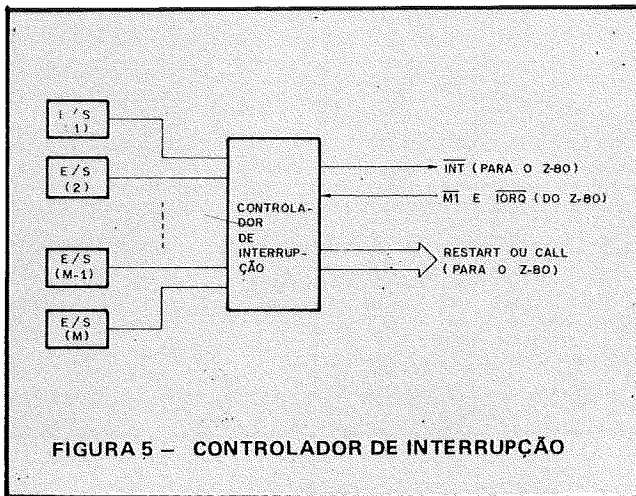 E/S
(1)
E/S
(2)
E/S
(M-1)
E/S
(M)
CONTROLA-
DOR
DE
INTERRUP-
ÇÃO
INT (PARA O Z-80)
M1 E IORQ (DO Z-80)
RESTART OU CALL
(PARA O Z-80)
FIGURA 5 — CONTROLADOR DE INTERRUPÇÃO